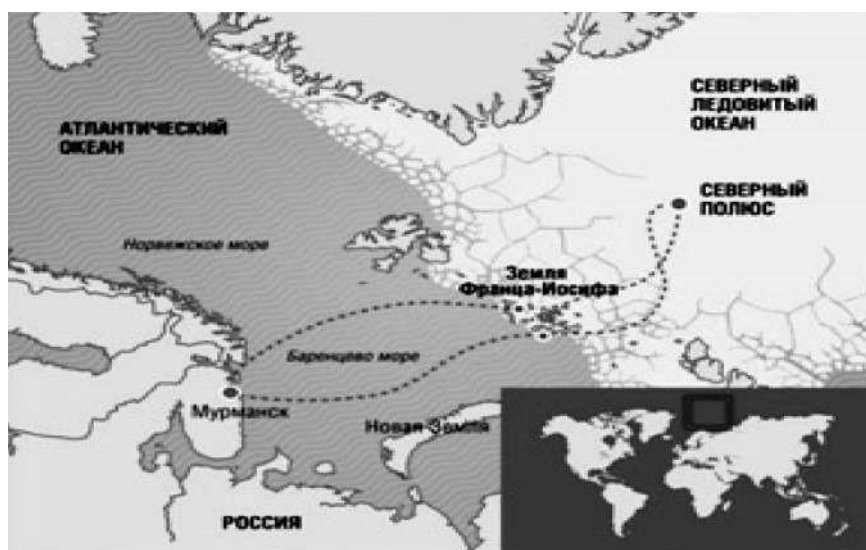 СЕВЕРНЫЙ
ЛЕДОВИТЫЙ
ОКЕАН
АТЛАНТИЧЕСКИЙ
ОКЕАН
СЕВЕРНЫЙ
ПОЛЮС
Норвежское море
Земля
Франца-Иосифа
Баренцево море
Мурманск
Новая Земля
РОССИЯ